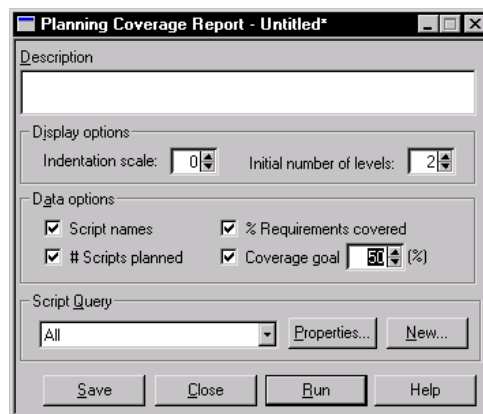 Planning Coverage Report - Untitled*
Description
Display options
Indentation scale: 0 Initial number of levels: 2
Data options
Script names % Requirements covered
# Scripts planned Coverage goal 50 (%)
Script Query
All Properties... New...
Save Close Run Help